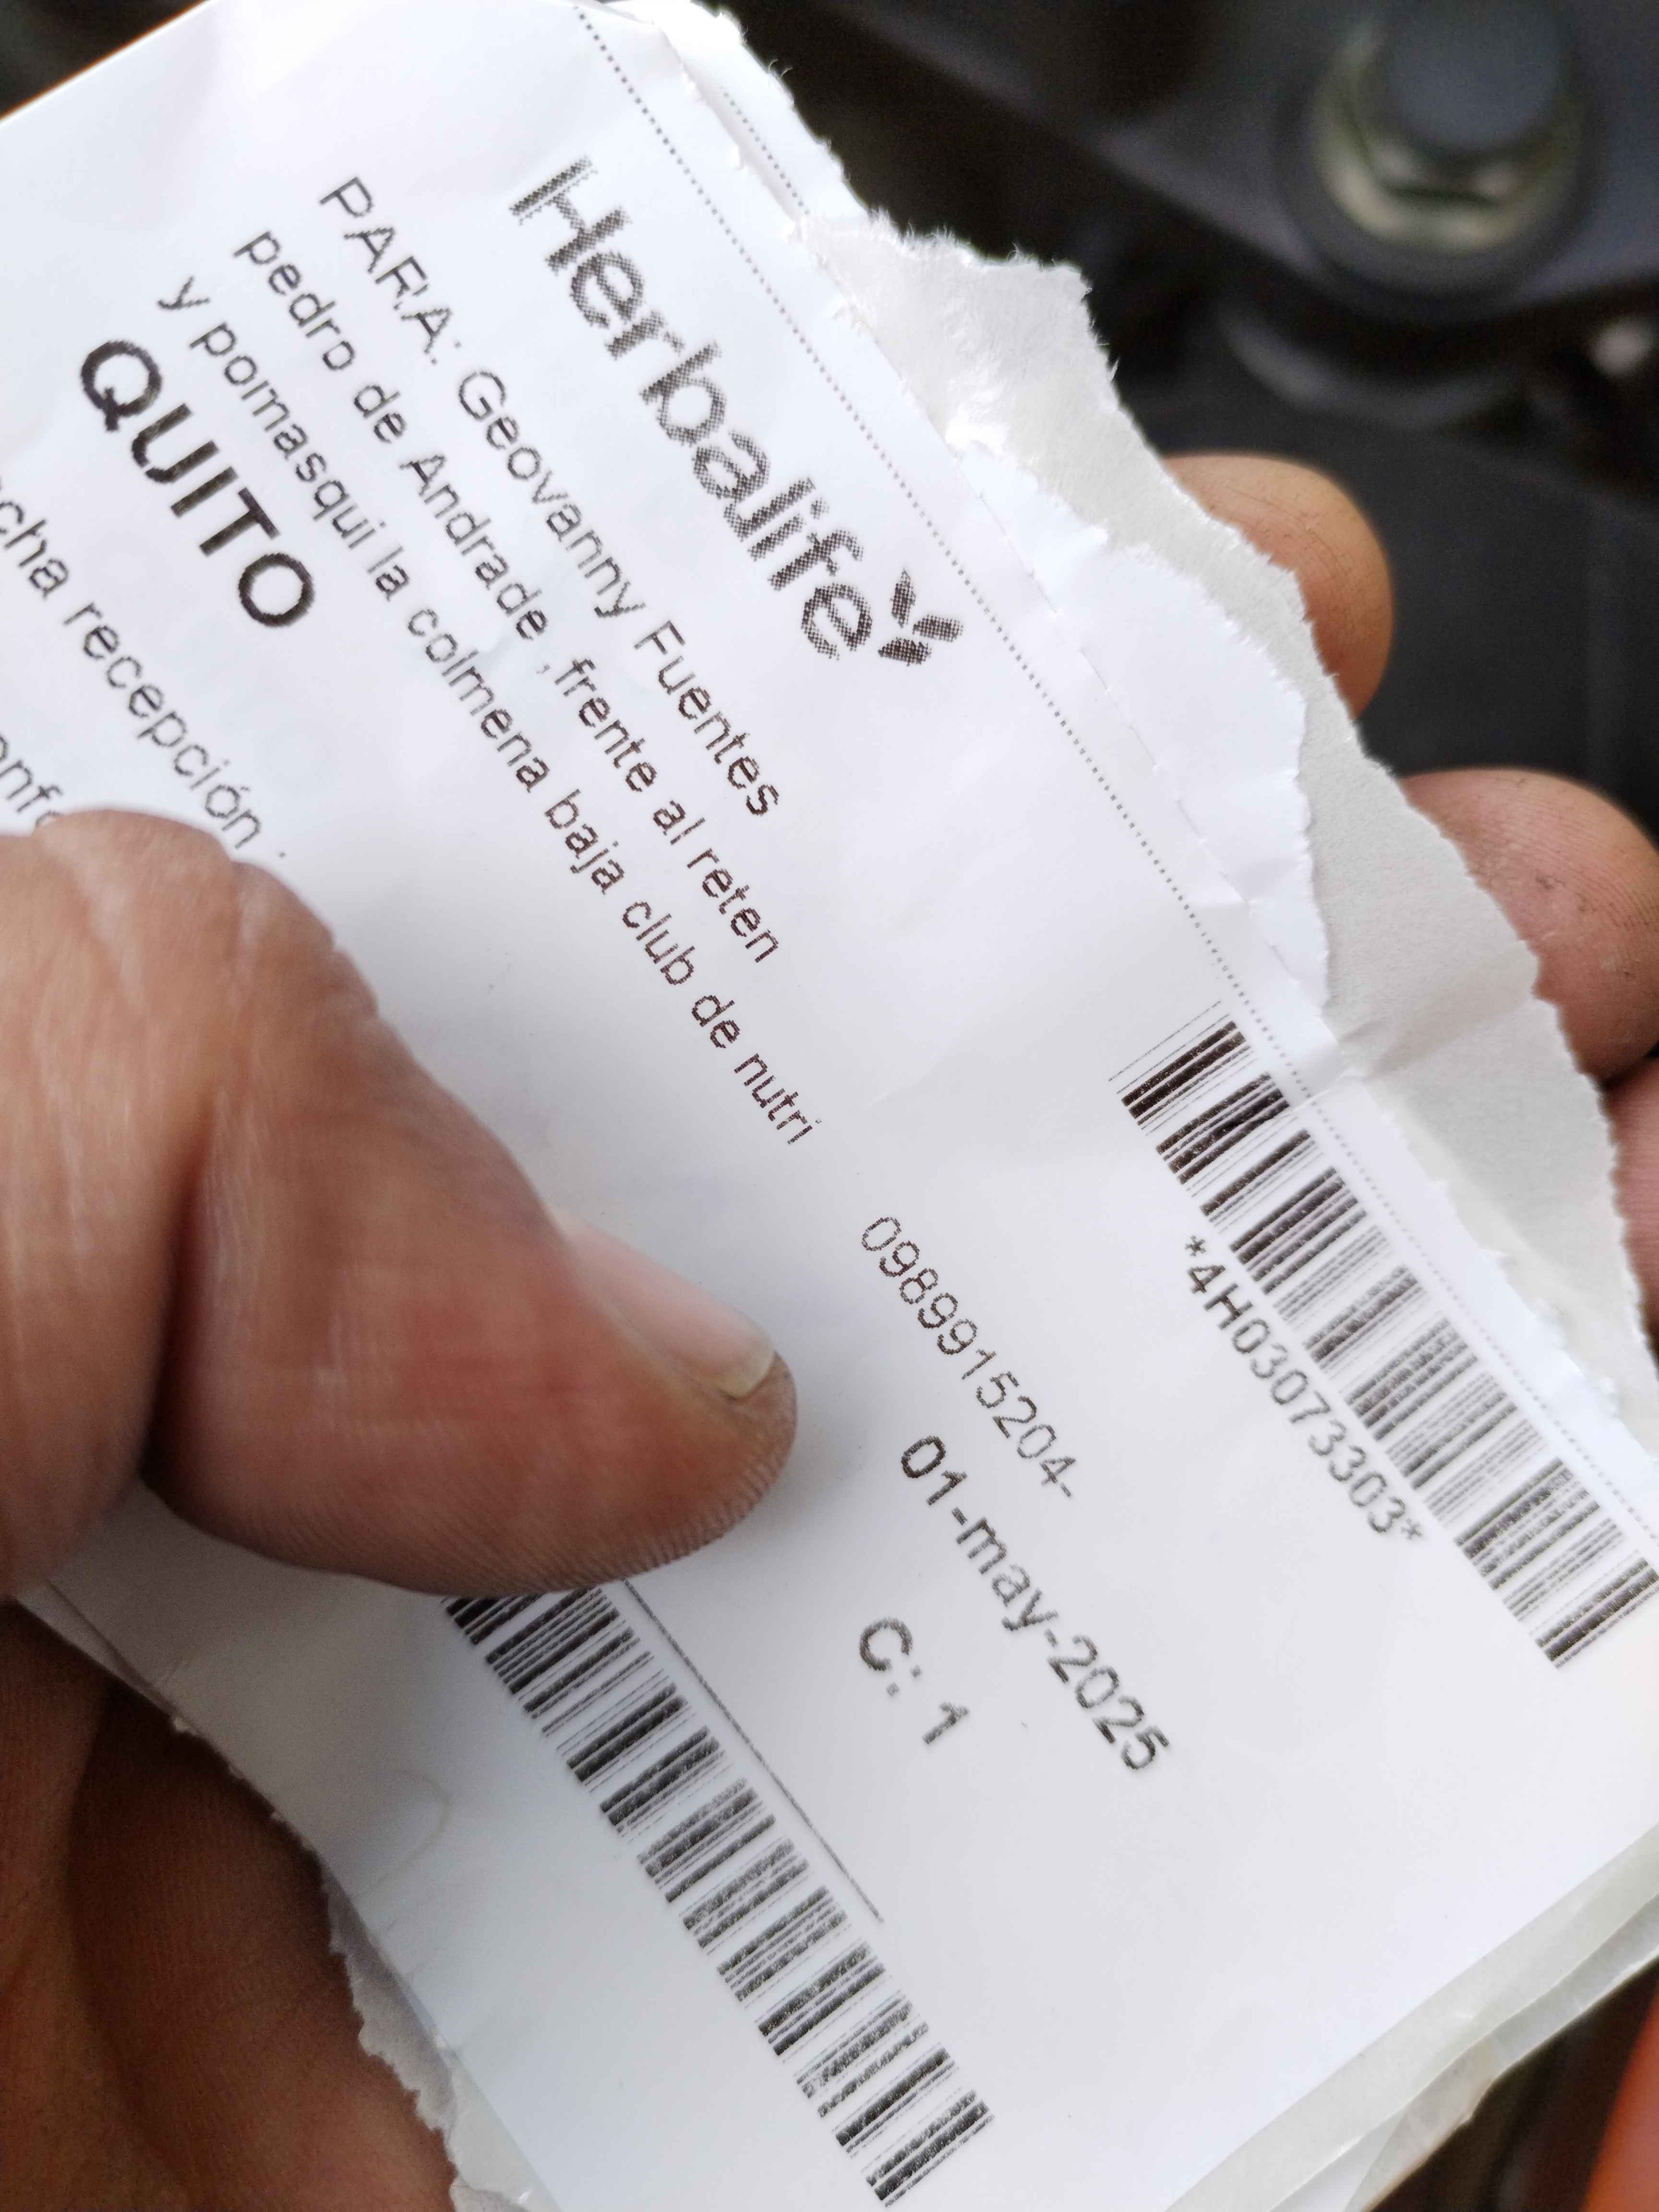 Herbalife
*4H03073303*
PARA: Geovanny Fuentes
pedro de Andrade , frente al reten
0989915204-
y pomasqui la colmena baja club de nutri
01-may-2025
QUITO
C: 1
recepción